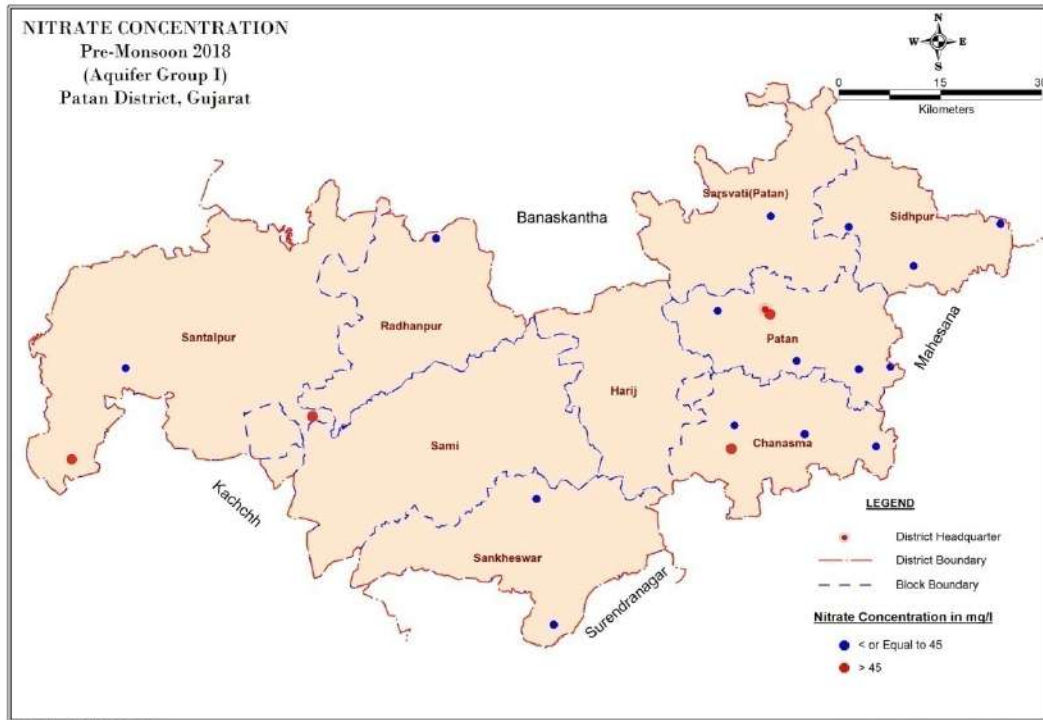 NITRATE CONCENTRATION
Pre-Monsoon 2018
(Aquifer Group I)
Patan District, Gujarat
N
W E
S
0 15 30
Kilometers
Sarsvati(Patan)
Banaskantha
Sidhpur
Santalpur
Radhanpur
Patan
Mahesana
Harij
Sami
Chanasma
Kachchh
Sankheswar
Surendranagar
LEGEND
District Headquarter
District Boundary
Block Boundary
Nitrate Concentration in mg/l
< or Equal to 45
> 45